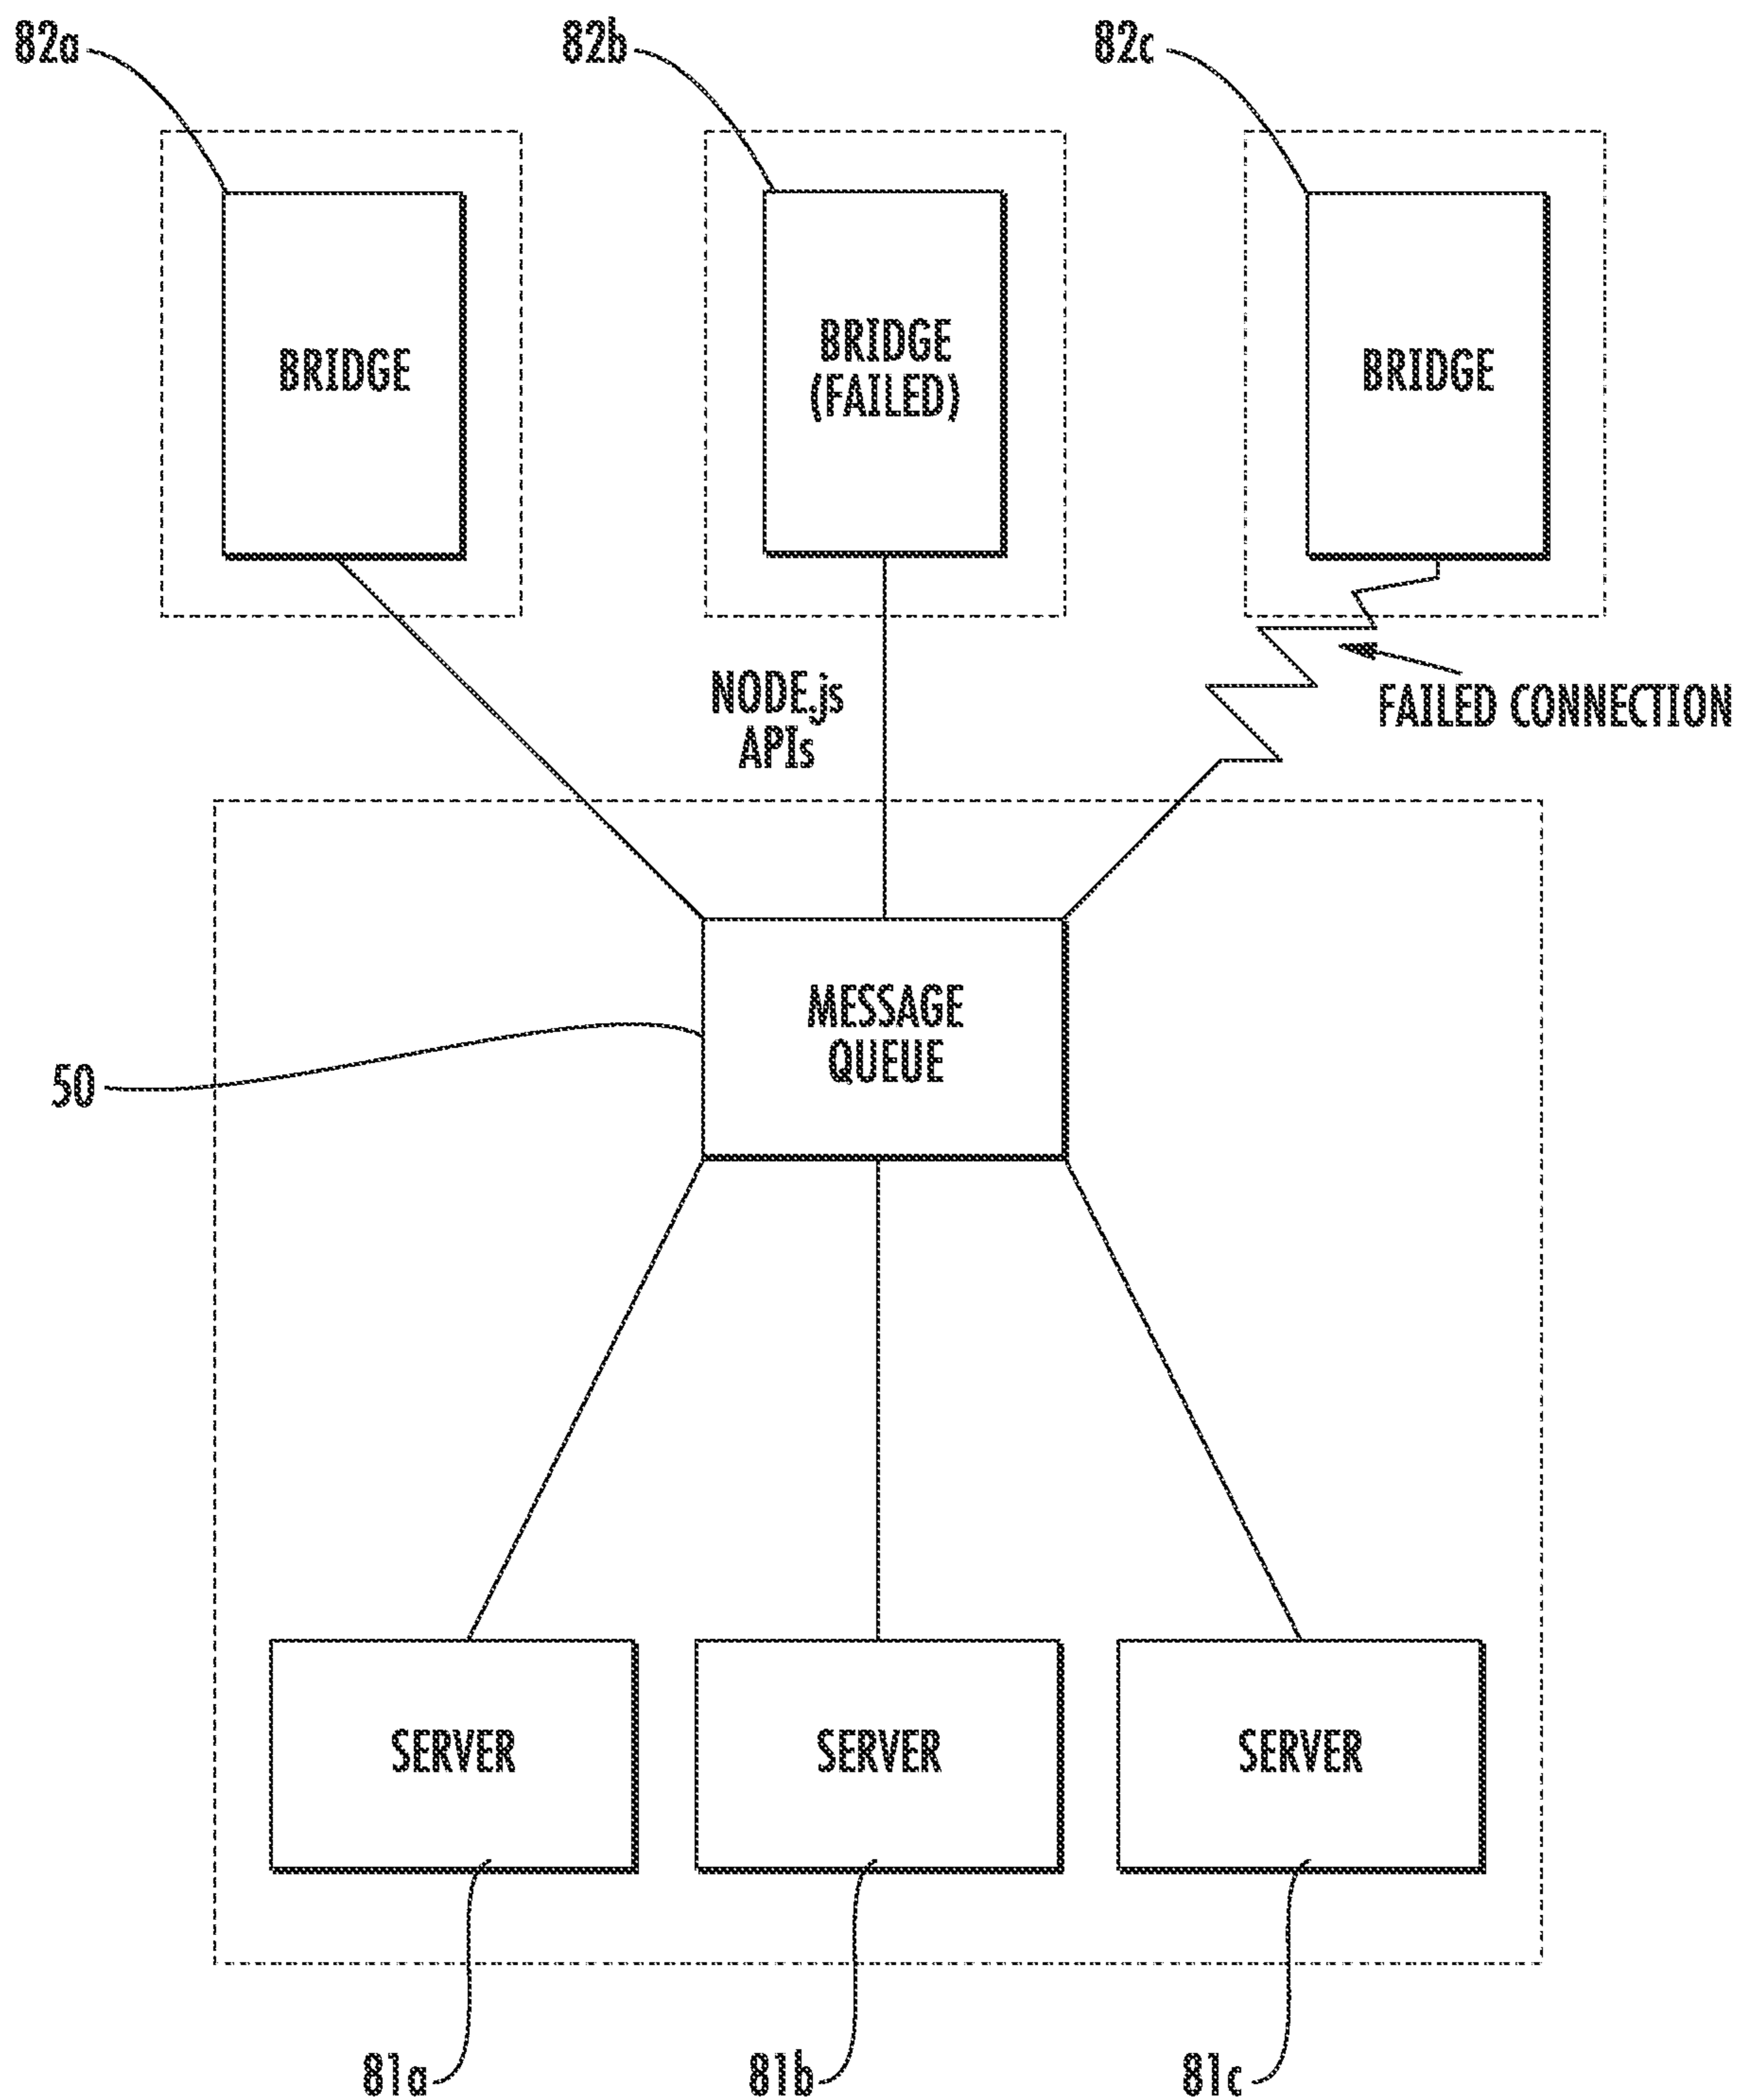 82a
82b
82c
BRIDGE
BRIDGE
(FAILED)
BRIDGE
NODE.js
APIs
FAILED CONNECTION
MESSAGE
QUEUE
50
SERVER
SERVER
SERVER
81a
81b
81c